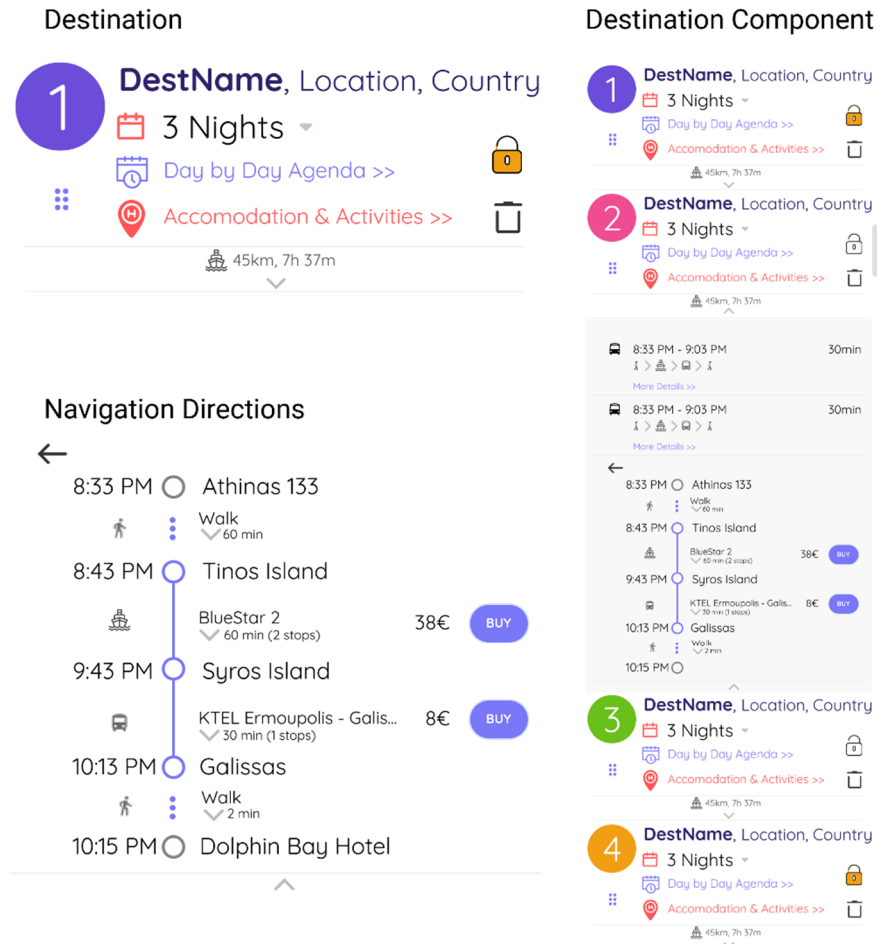 Destination
1
DestName, Location, Country
3 Nights
Day by Day Agenda >>
Accomodation & Activities >>
45km, 7h 37m
Navigation Directions
8:33 PM Athinas 133
Walk
60 min
8:43 PM Tinos Island
BlueStar 2 38€ BUY
60 min (2 stops)
9:43 PM Syros Island
KTEL Ermoupolis - Galis... 8€ BUY
30 min (1 stops)
10:13 PM Galissas
Walk
2 min
10:15 PM Dolphin Bay Hotel
Destination Component
1
DestName, Location, Country
3 Nights
Day by Day Agenda >>
Accomodation & Activities >>
45km, 7h 37m
2
DestName, Location, Country
3 Nights
Day by Day Agenda >>
Accomodation & Activities >>
45km, 7h 37m
8:33 PM - 9:03 PM 30min
More Details >>
8:33 PM - 9:03 PM 30min
More Details >>
8:33 PM Athinas 133
Walk
60 min
8:43 PM Tinos Island
BlueStar 2 38€ BUY
60 min (2 stops)
9:43 PM Syros Island
KTEL Ermoupolis - Galis.. 8€ BUY
30 min (1 stops)
10:13 PM Galissas
Walk
2 min
10:15 PM
3
DestName, Location, Country
3 Nights
Day by Day Agenda >>
Accomodation & Activities >>
45km, 7h 37m
4
DestName, Location, Country
3 Nights
Day by Day Agenda >>
Accomodation & Activities >>
45km, 7h 37m